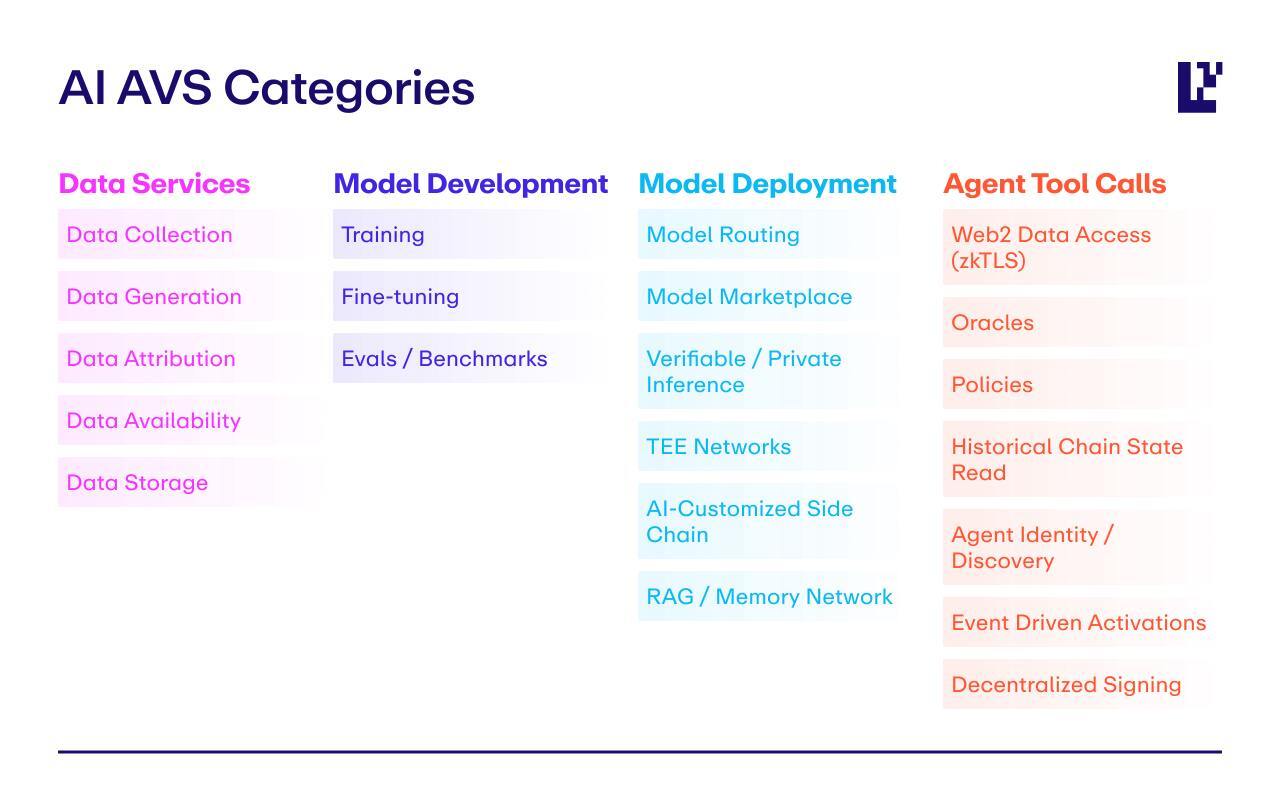 AI AVS Categories
Data Services
Data Collection
Data Generation
Data Attribution
Data Availability
Data Storage
Model Development
Training
Fine-tuning
Evals / Benchmarks
Model Deployment
Model Routing
Model Marketplace
Verifiable / Private
Inference
TEE Networks
AI-Customized Side
Chain
RAG / Memory Network
Agent Tool Calls
Web2 Data Access
(zkTLS)
Oracles
Policies
Historical Chain State
Read
Agent Identity /
Discovery
Event Driven Activations
Decentralized Signing